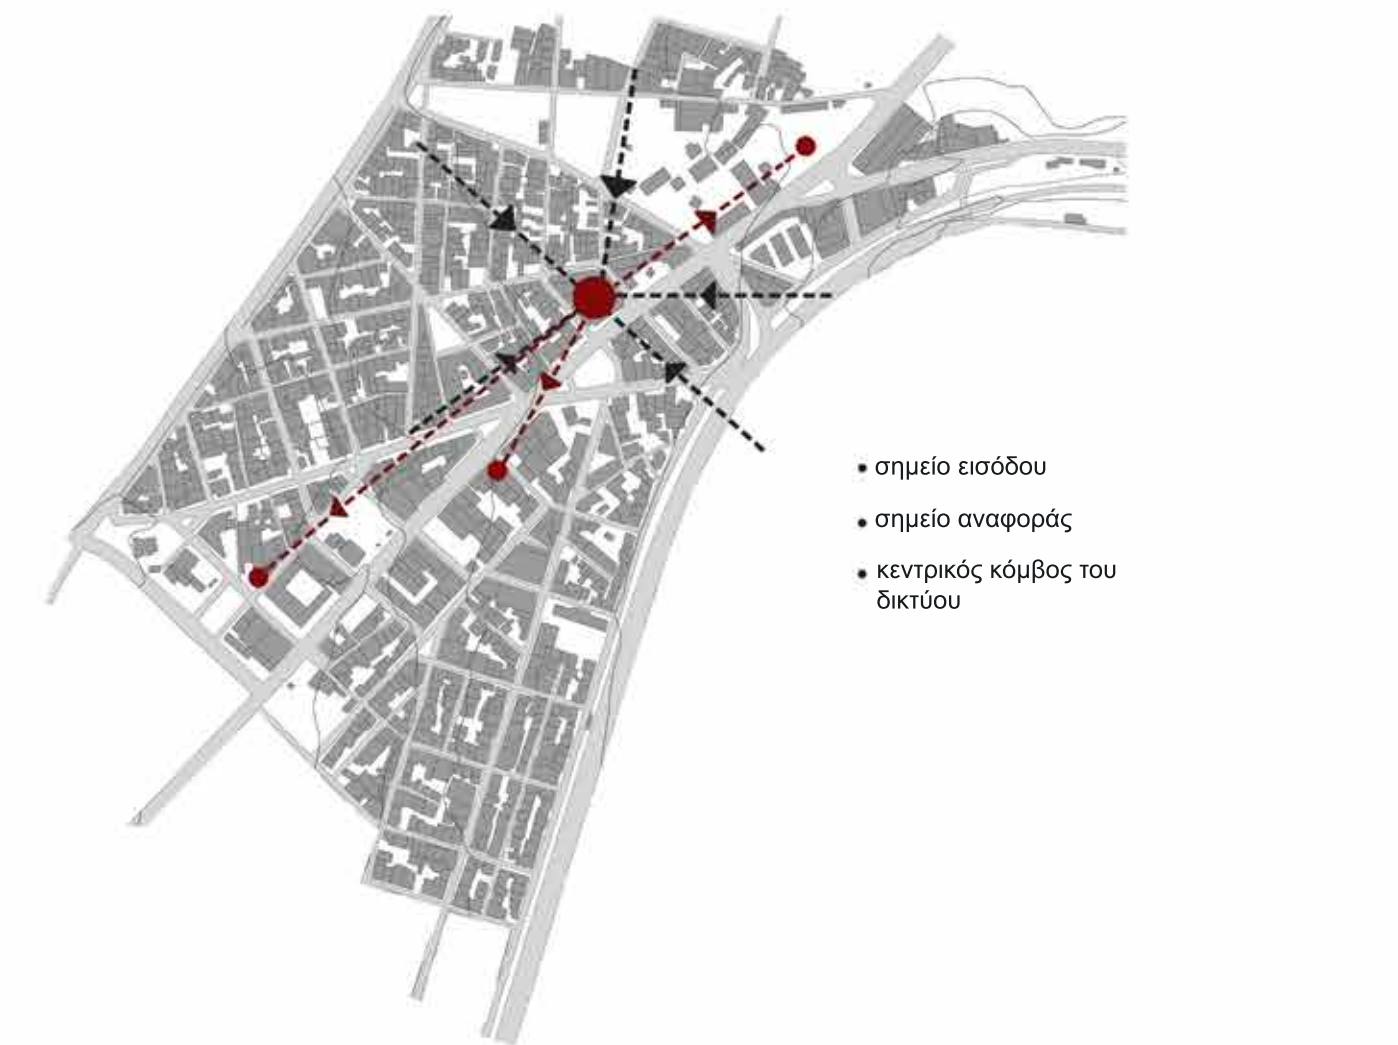 • σημείο εισόδου
• σημείο αναφοράς
• κεντρικός κόμβος του
δικτύου